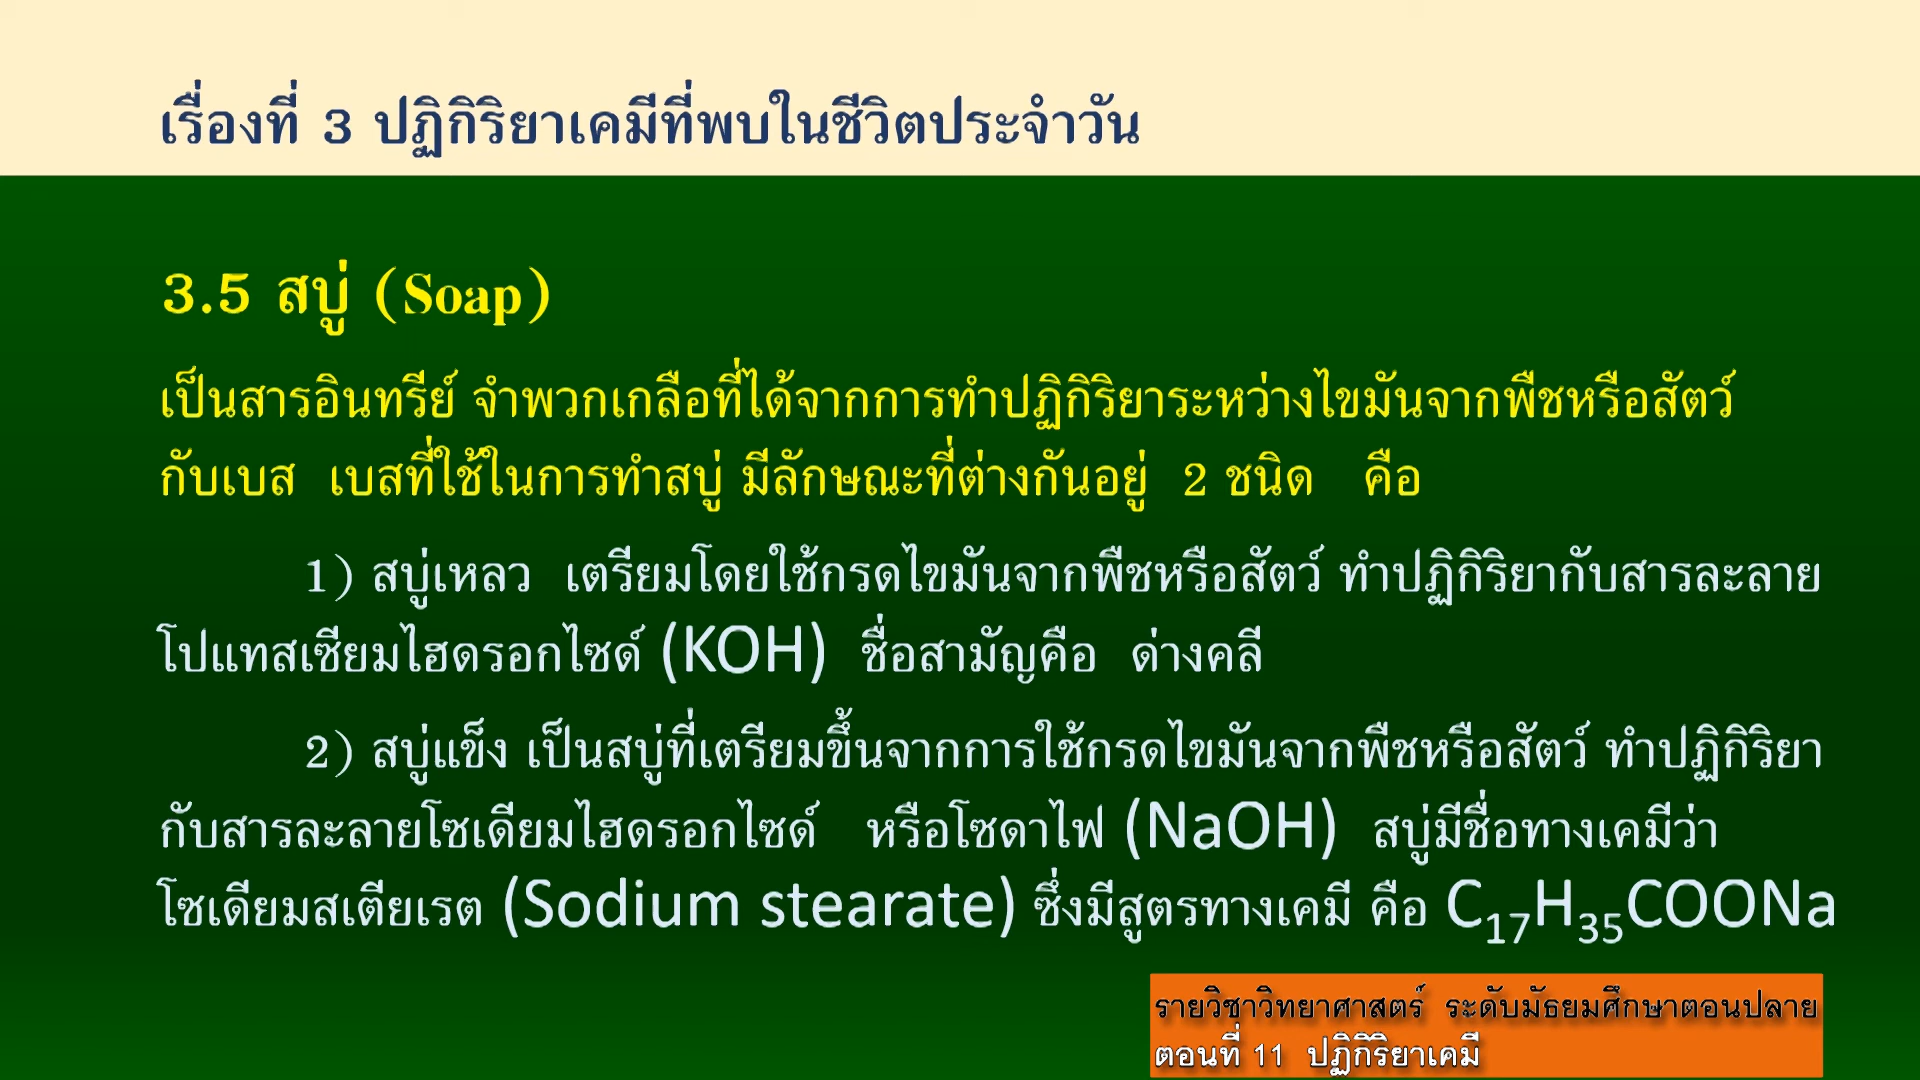 เรื่องที่ 3 ปฏิกิริยาเคมีที่พบในชีวิตประจำวัน
3.5 สบู่ (Soap)
เป็นสารอินทรีย์ จำพวกเกลือที่ได้จากการทำปฏิกิริยาระหว่างไขมันจากพืชหรือสัตว์
กับเบส เบสที่ใช้ในการทำสบู่ มีลักษณะที่ต่างกันอยู่ 2 ชนิด คือ
1) สบู่เหลว เตรียมโดยใช้กรดไขมันจากพืชหรือสัตว์ ทำปฏิกิริยากับสารละลาย
โปแทสเซียมไฮดรอกไซด์ (KOH) ชื่อสามัญคือ ด่างคลี
2) สบู่แข็ง เป็นสบู่ที่เตรียมขึ้นจากการใช้กรดไขมันจากพืชหรือสัตว์ ทำปฏิกิริยา
กับสารละลายโซเดียมไฮดรอกไซด์ หรือโซดาไฟ (NaOH) สบู่มีชื่อทางเคมีว่า
โซเดียมสเตียเรต (Sodium stearate) ซึ่งมีสูตรทางเคมี คือ C₁₇H₃₅COONa
รายวิชาวิทยาศาสตร์ ระดับมัธยมศึกษาตอนปลาย
ตอนที่ 11 ปฏิกิริยาเคมี